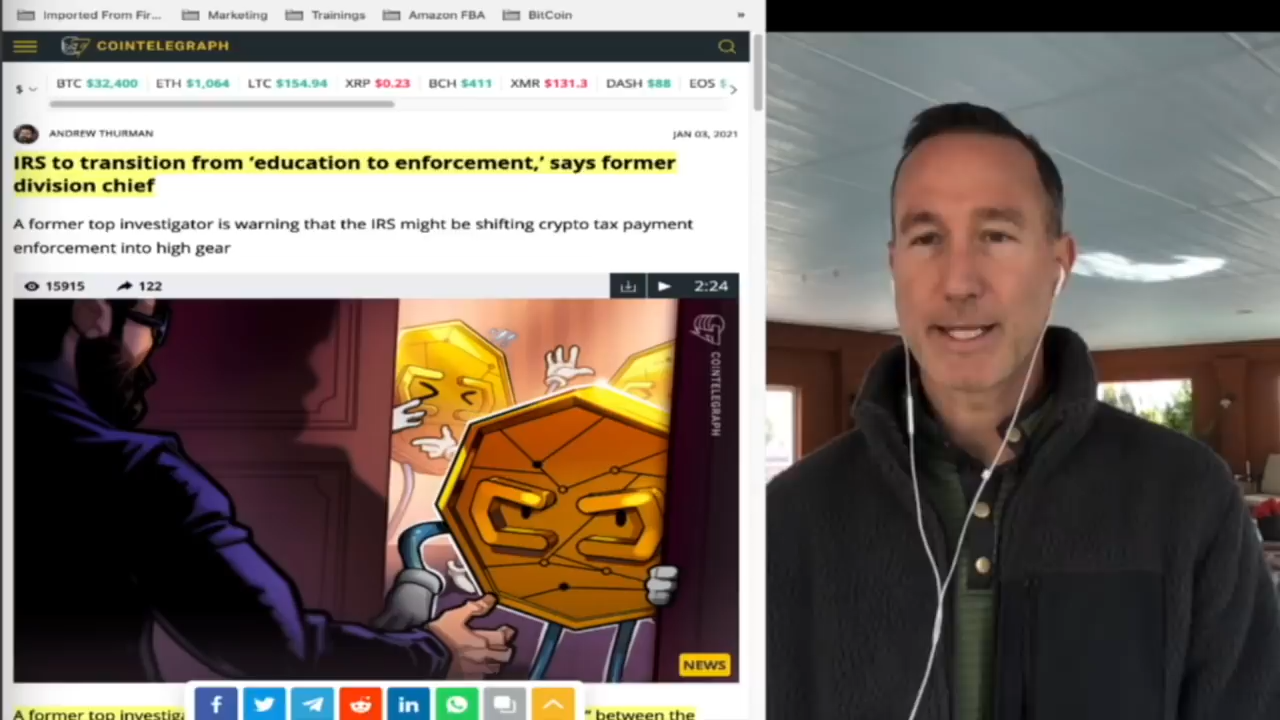 Imported From Fir... Marketing Trainings Amazon FBA BitCoin »
COINTELEGRAPH
$ BTC $32,400 ETH $1,064 LTC $154.94 XRP $0.23 BCH $411 XMR $131.3 DASH $88 EOS $
ANDREW THURMAN JAN 03, 2021
IRS to transition from ‘education to enforcement,’ says former
division chief
A former top investigator is warning that the IRS might be shifting crypto tax payment
enforcement into high gear
15915 122 2:24
COINTELEGRAPH
NEWS
A former top investiga " between the